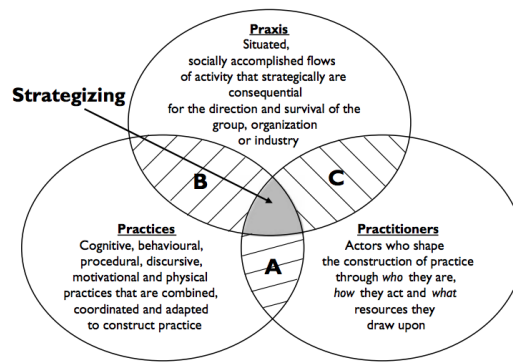 Praxis
Situated,
socially accomplished flows
of activity that strategically are
consequential
for the direction and survival of the
group, organization
or industry
Strategizing
B
C
Practices
Cognitive, behavioural,
procedural, discursive,
motivational and physical
practices that are combined,
coordinated and adapted
to construct practice
A
Practitioners
Actors who shape
the construction of practice
through who they are,
how they act and what
resources they
draw upon